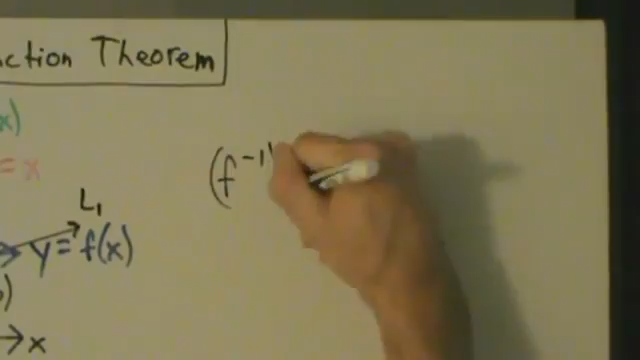 ction Theorem
x)
= x
(f⁻¹)
L₁
y = f(x)
)
→ x